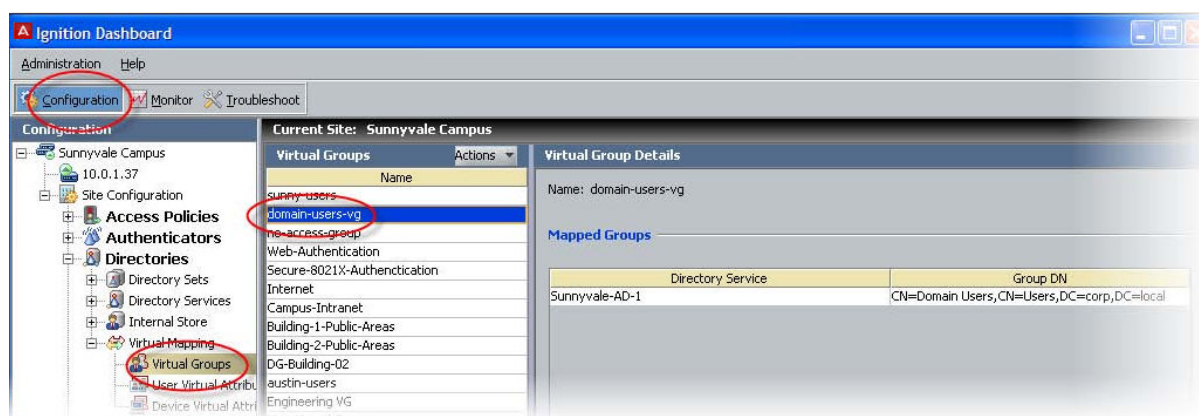 Ignition Dashboard
Administration Help
Configuration Monitor Troubleshoot
Configuration
Sunnyvale Campus
10.0.1.37
Site Configuration
Access Policies
Authenticators
Directories
Directory Sets
Directory Services
Internal Store
Virtual Mapping
Virtual Groups
User Virtual Attribu
Device Virtual Attri
Current Site: Sunnyvale Campus
Virtual Groups Actions
Name
sunny-users
domain-users-vg
no-access-group
Web-Authentication
Secure-8021X-Authenctication
Internet
Campus-Intranet
Building-1-Public-Areas
Building-2-Public-Areas
DG-Building-02
austin-users
Engineering VG
Virtual Group Details
Name: domain-users-vg
Mapped Groups
Directory Service Group DN
Sunnyvale-AD-1 CN=Domain Users,CN=Users,DC=corp,DC=local